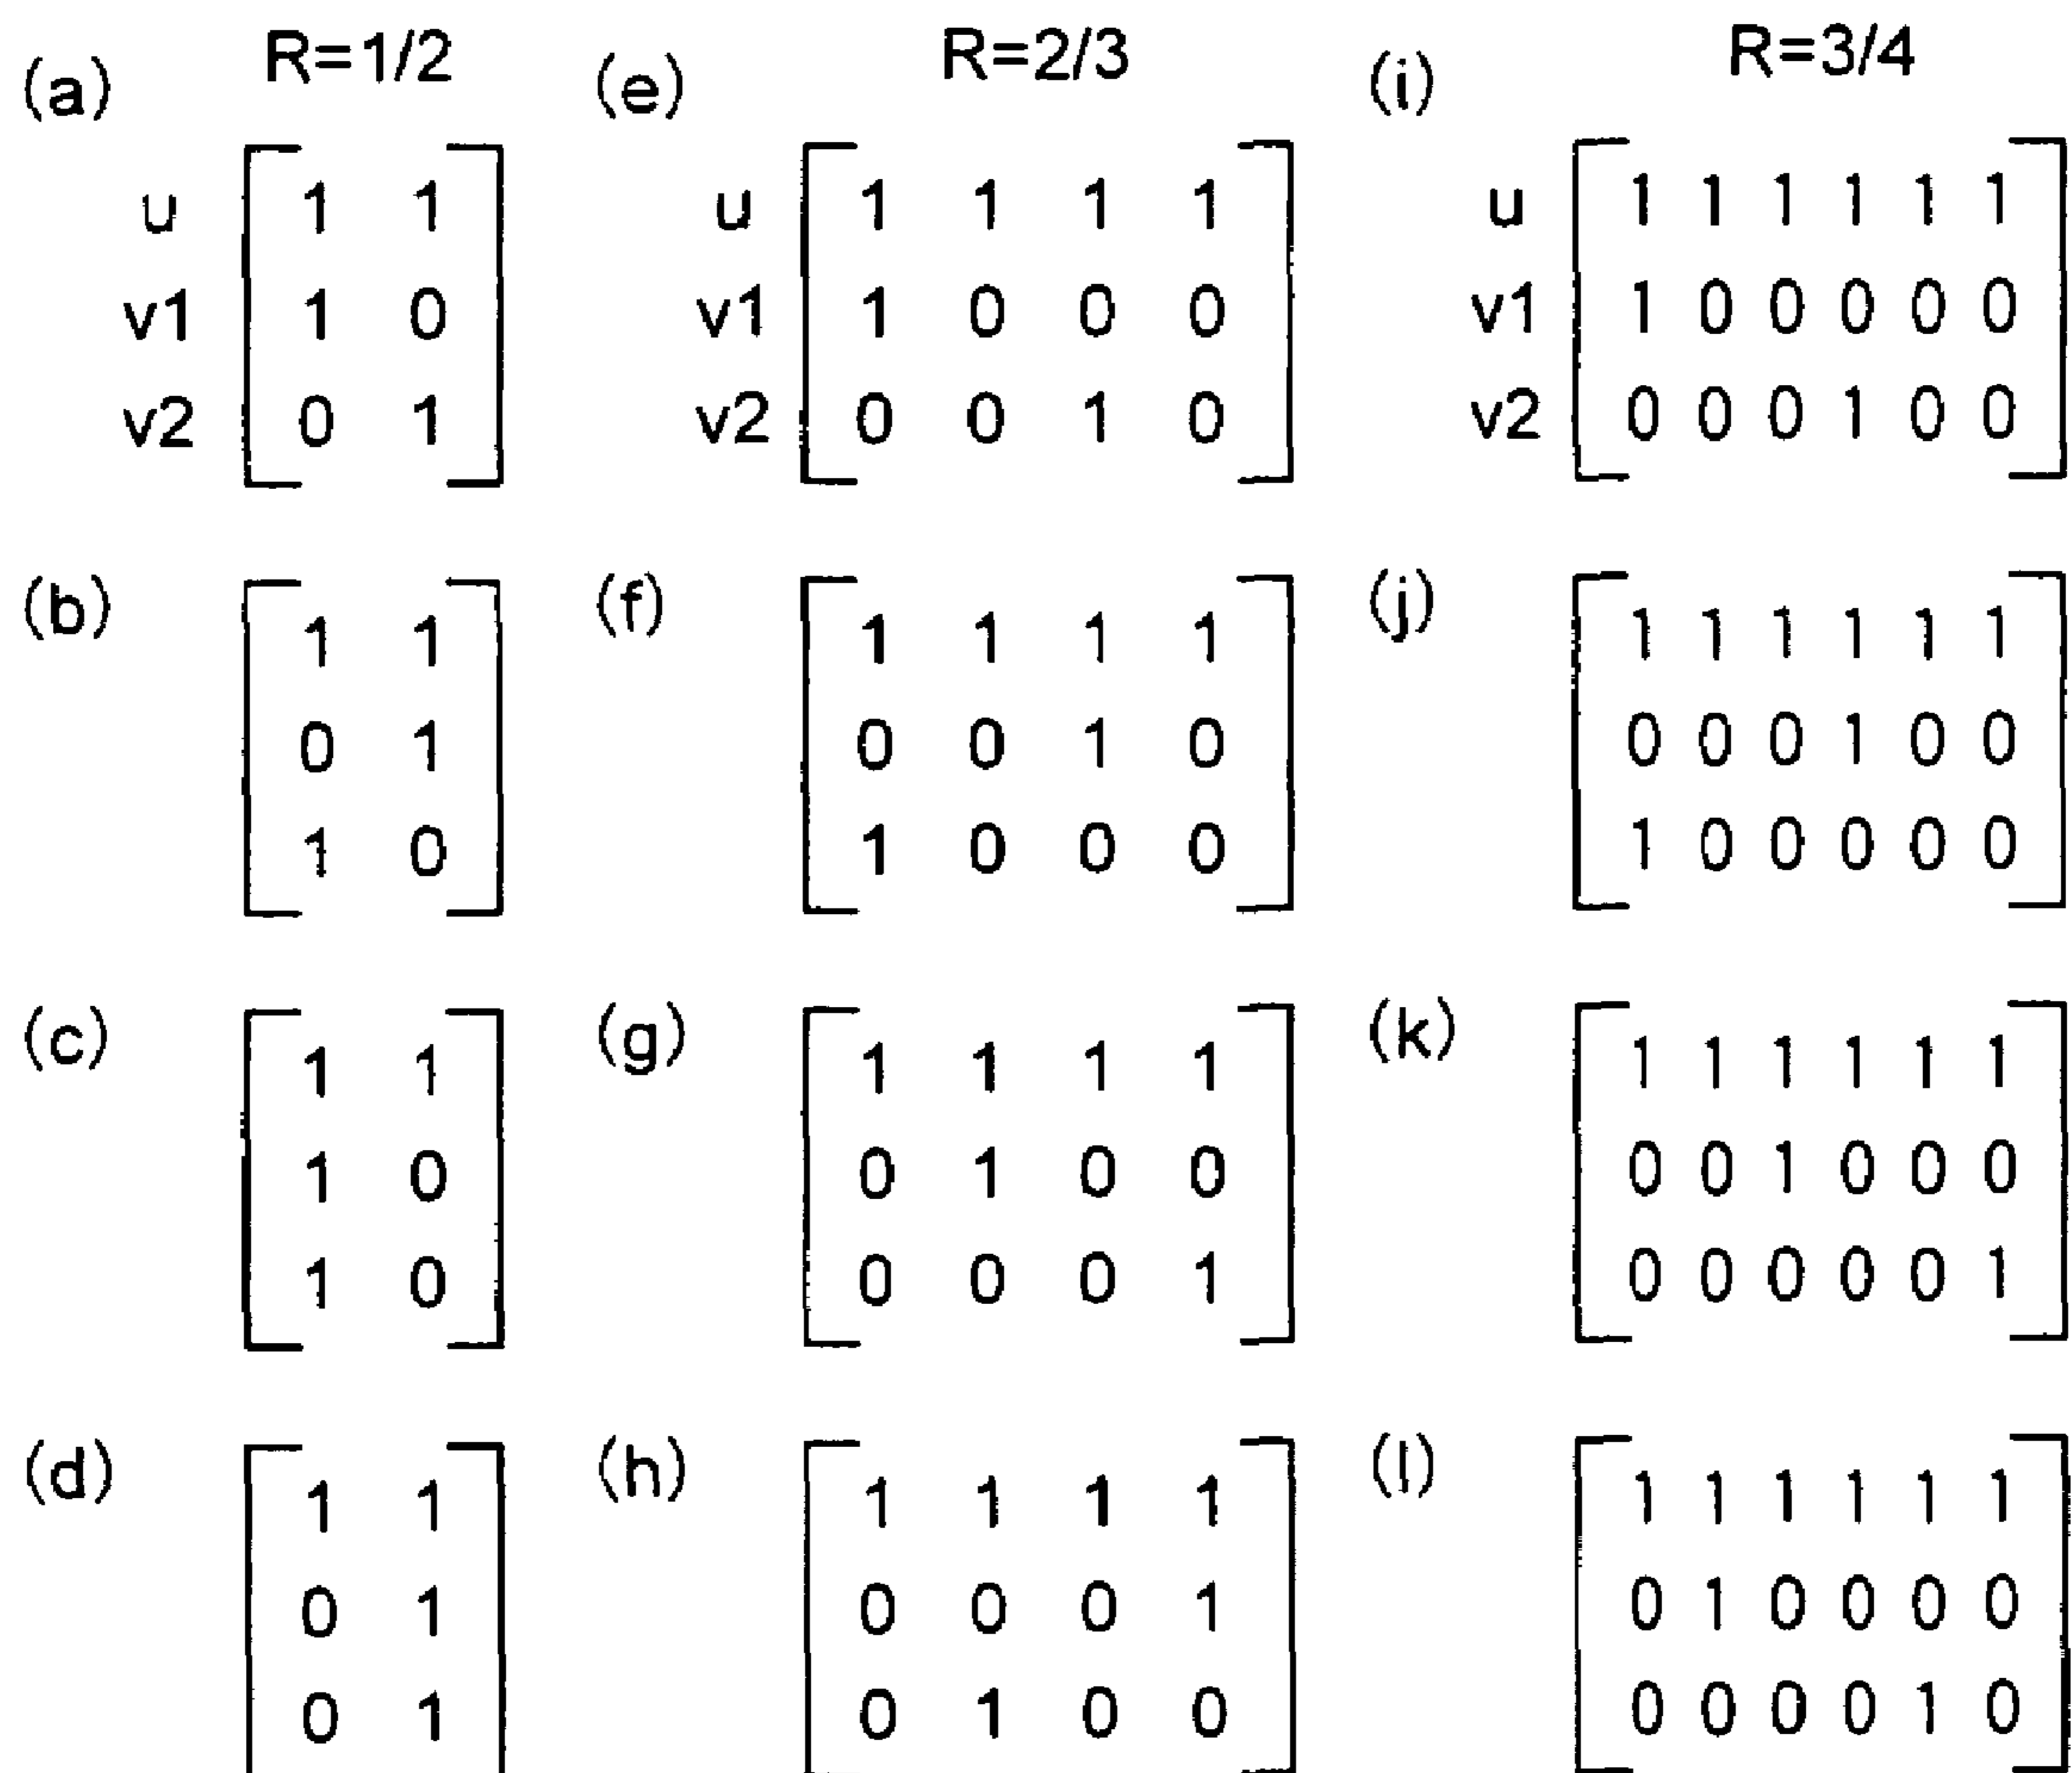 (a) R=1/2 (e) R=2/3 (i) R=3/4
u 1 1 u 1 1 1 1 u 1 1 1 1 1 1
v1 1 0 v1 1 0 0 0 v1 1 0 0 0 0 0
v2 0 1 v2 0 0 1 0 v2 0 0 0 1 0 0
(b) (f) (j)
1 1 1 1 1 1 1 1 1 1 1 1
0 1 0 0 1 0 0 0 0 1 0 0
1 0 1 0 0 0 1 0 0 0 0 0
(c) (g) (k)
1 1 1 1 1 1 1 1 1 1 1 1
1 0 0 1 0 0 0 0 1 0 0 0
1 0 0 0 0 1 0 0 0 0 0 1
(d) (h) (l)
1 1 1 1 1 1 1 1 1 1 1 1
0 1 0 0 0 1 0 1 0 0 0 0
0 1 0 1 0 0 0 0 0 0 1 0